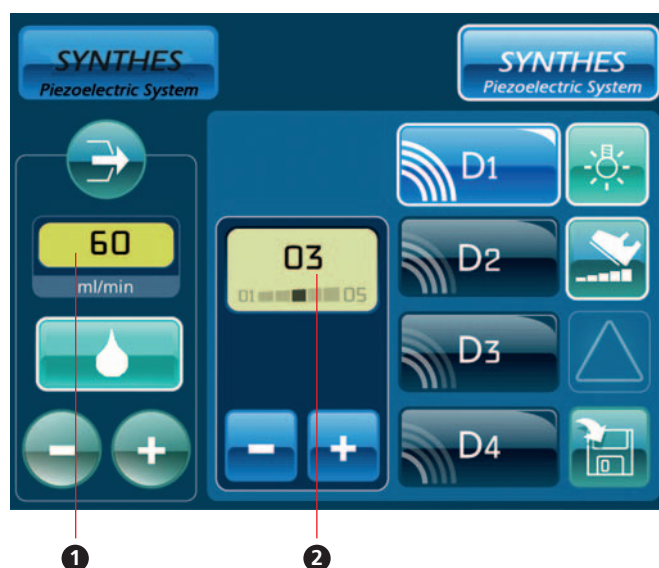 SYNTHES
Piezoelectric System
SYNTHES
Piezoelectric System
60
ml/min
03
01 05
D1
D2
D3
D4
1
2